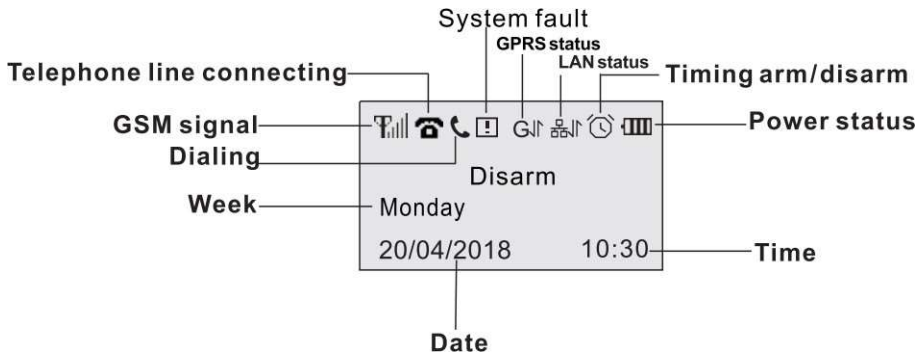 System fault
GPRS status
LAN status
Telephone line connecting
Timing arm/disarm
GSM signal
Power status
Dialing
Disarm
Week
Monday
20/04/2018 10:30
Time
Date